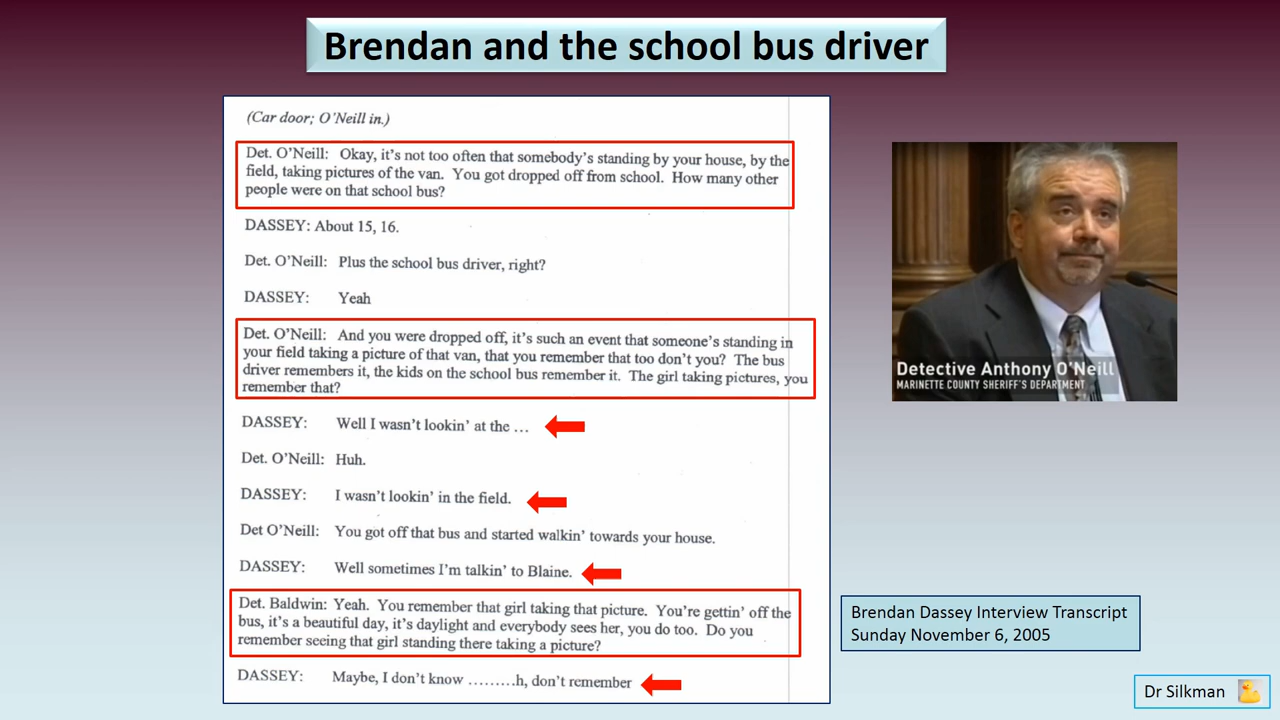 Brendan and the school bus driver
(Car door; O'Neill in.)
Det. O'Neill: Okay, it's not too often that somebody's standing by your house, by the
field, taking pictures of the van. You got dropped off from school. How many other
people were on that school bus?
DASSEY: About 15, 16.
Det. O'Neill: Plus the school bus driver, right?
DASSEY: Yeah
Det. O'Neill: And you were dropped off, it's such an event that someone's standing in
your field taking a picture of that van, that you remember that too don't you? The bus
driver remembers it, the kids on the school bus remember it. The girl taking pictures, you
remember that?
DASSEY: Well I wasn't lookin' at the …
Det. O'Neill: Huh.
DASSEY: I wasn't lookin' in the field.
Det O'Neill: You got off that bus and started walkin' towards your house.
DASSEY: Well sometimes I'm talkin' to Blaine.
Det. Baldwin: Yeah. You remember that girl taking that picture. You're gettin' off the
bus, it's a beautiful day, it's daylight and everybody sees her, you do too. Do you
remember seeing that girl standing there taking a picture?
DASSEY: Maybe, I don't know ………h, don't remember
Detective Anthony O'Neill
MARINETTE COUNTY SHERIFF'S DEPARTMENT
Brendan Dassey Interview Transcript
Sunday November 6, 2005
Dr Silkman